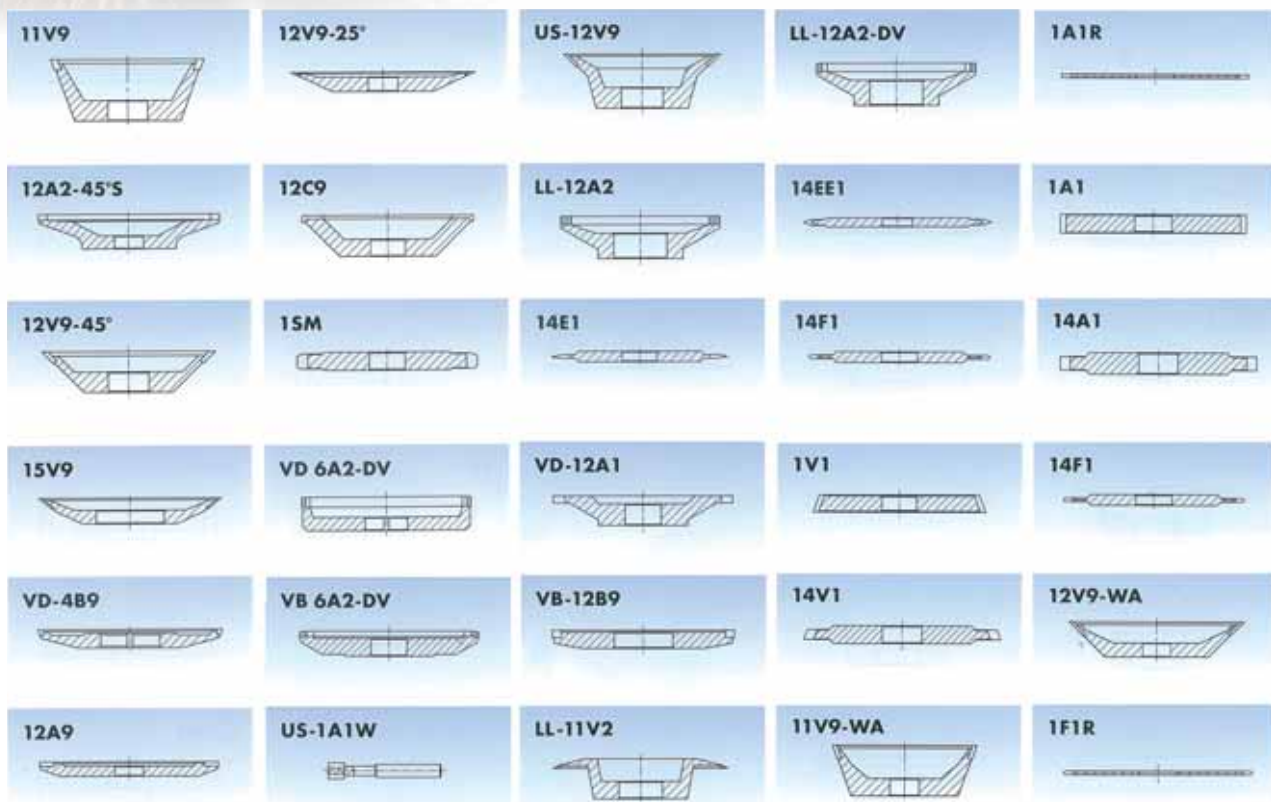 11V9
12V9-25°
US-12V9
LL-12A2-DV
1A1R
12A2-45°S
12C9
LL-12A2
14EE1
1A1
12V9-45°
1SM
14E1
14F1
14A1
15V9
VD 6A2-DV
VD-12A1
1V1
14F1
VD-4B9
VB 6A2-DV
VB-12B9
14V1
12V9-WA
12A9
US-1A1W
LL-11V2
11V9-WA
1F1R